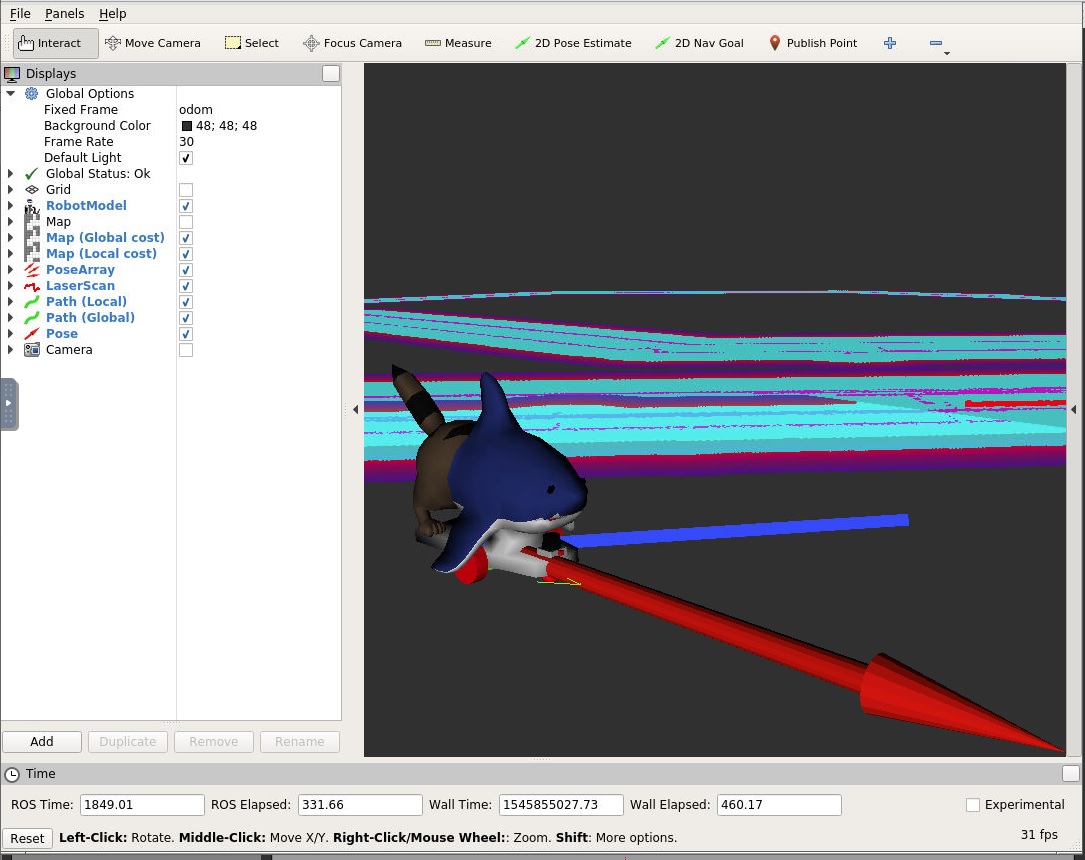 File Panels Help
Interact Move Camera Select Focus Camera Measure 2D Pose Estimate 2D Nav Goal Publish Point
Displays
Global Options
Fixed Frame odom
Background Color 48; 48; 48
Frame Rate 30
Default Light
Global Status: Ok
Grid
RobotModel
Map
Map (Global cost)
Map (Local cost)
PoseArray
LaserScan
Path (Local)
Path (Global)
Pose
Camera
Add Duplicate Remove Rename
Time
ROS Time: 1849.01 ROS Elapsed: 331.66 Wall Time: 1545855027.73 Wall Elapsed: 460.17 Experimental
Reset Left-Click: Rotate. Middle-Click: Move X/Y. Right-Click/Mouse Wheel:: Zoom. Shift: More options. 31 fps